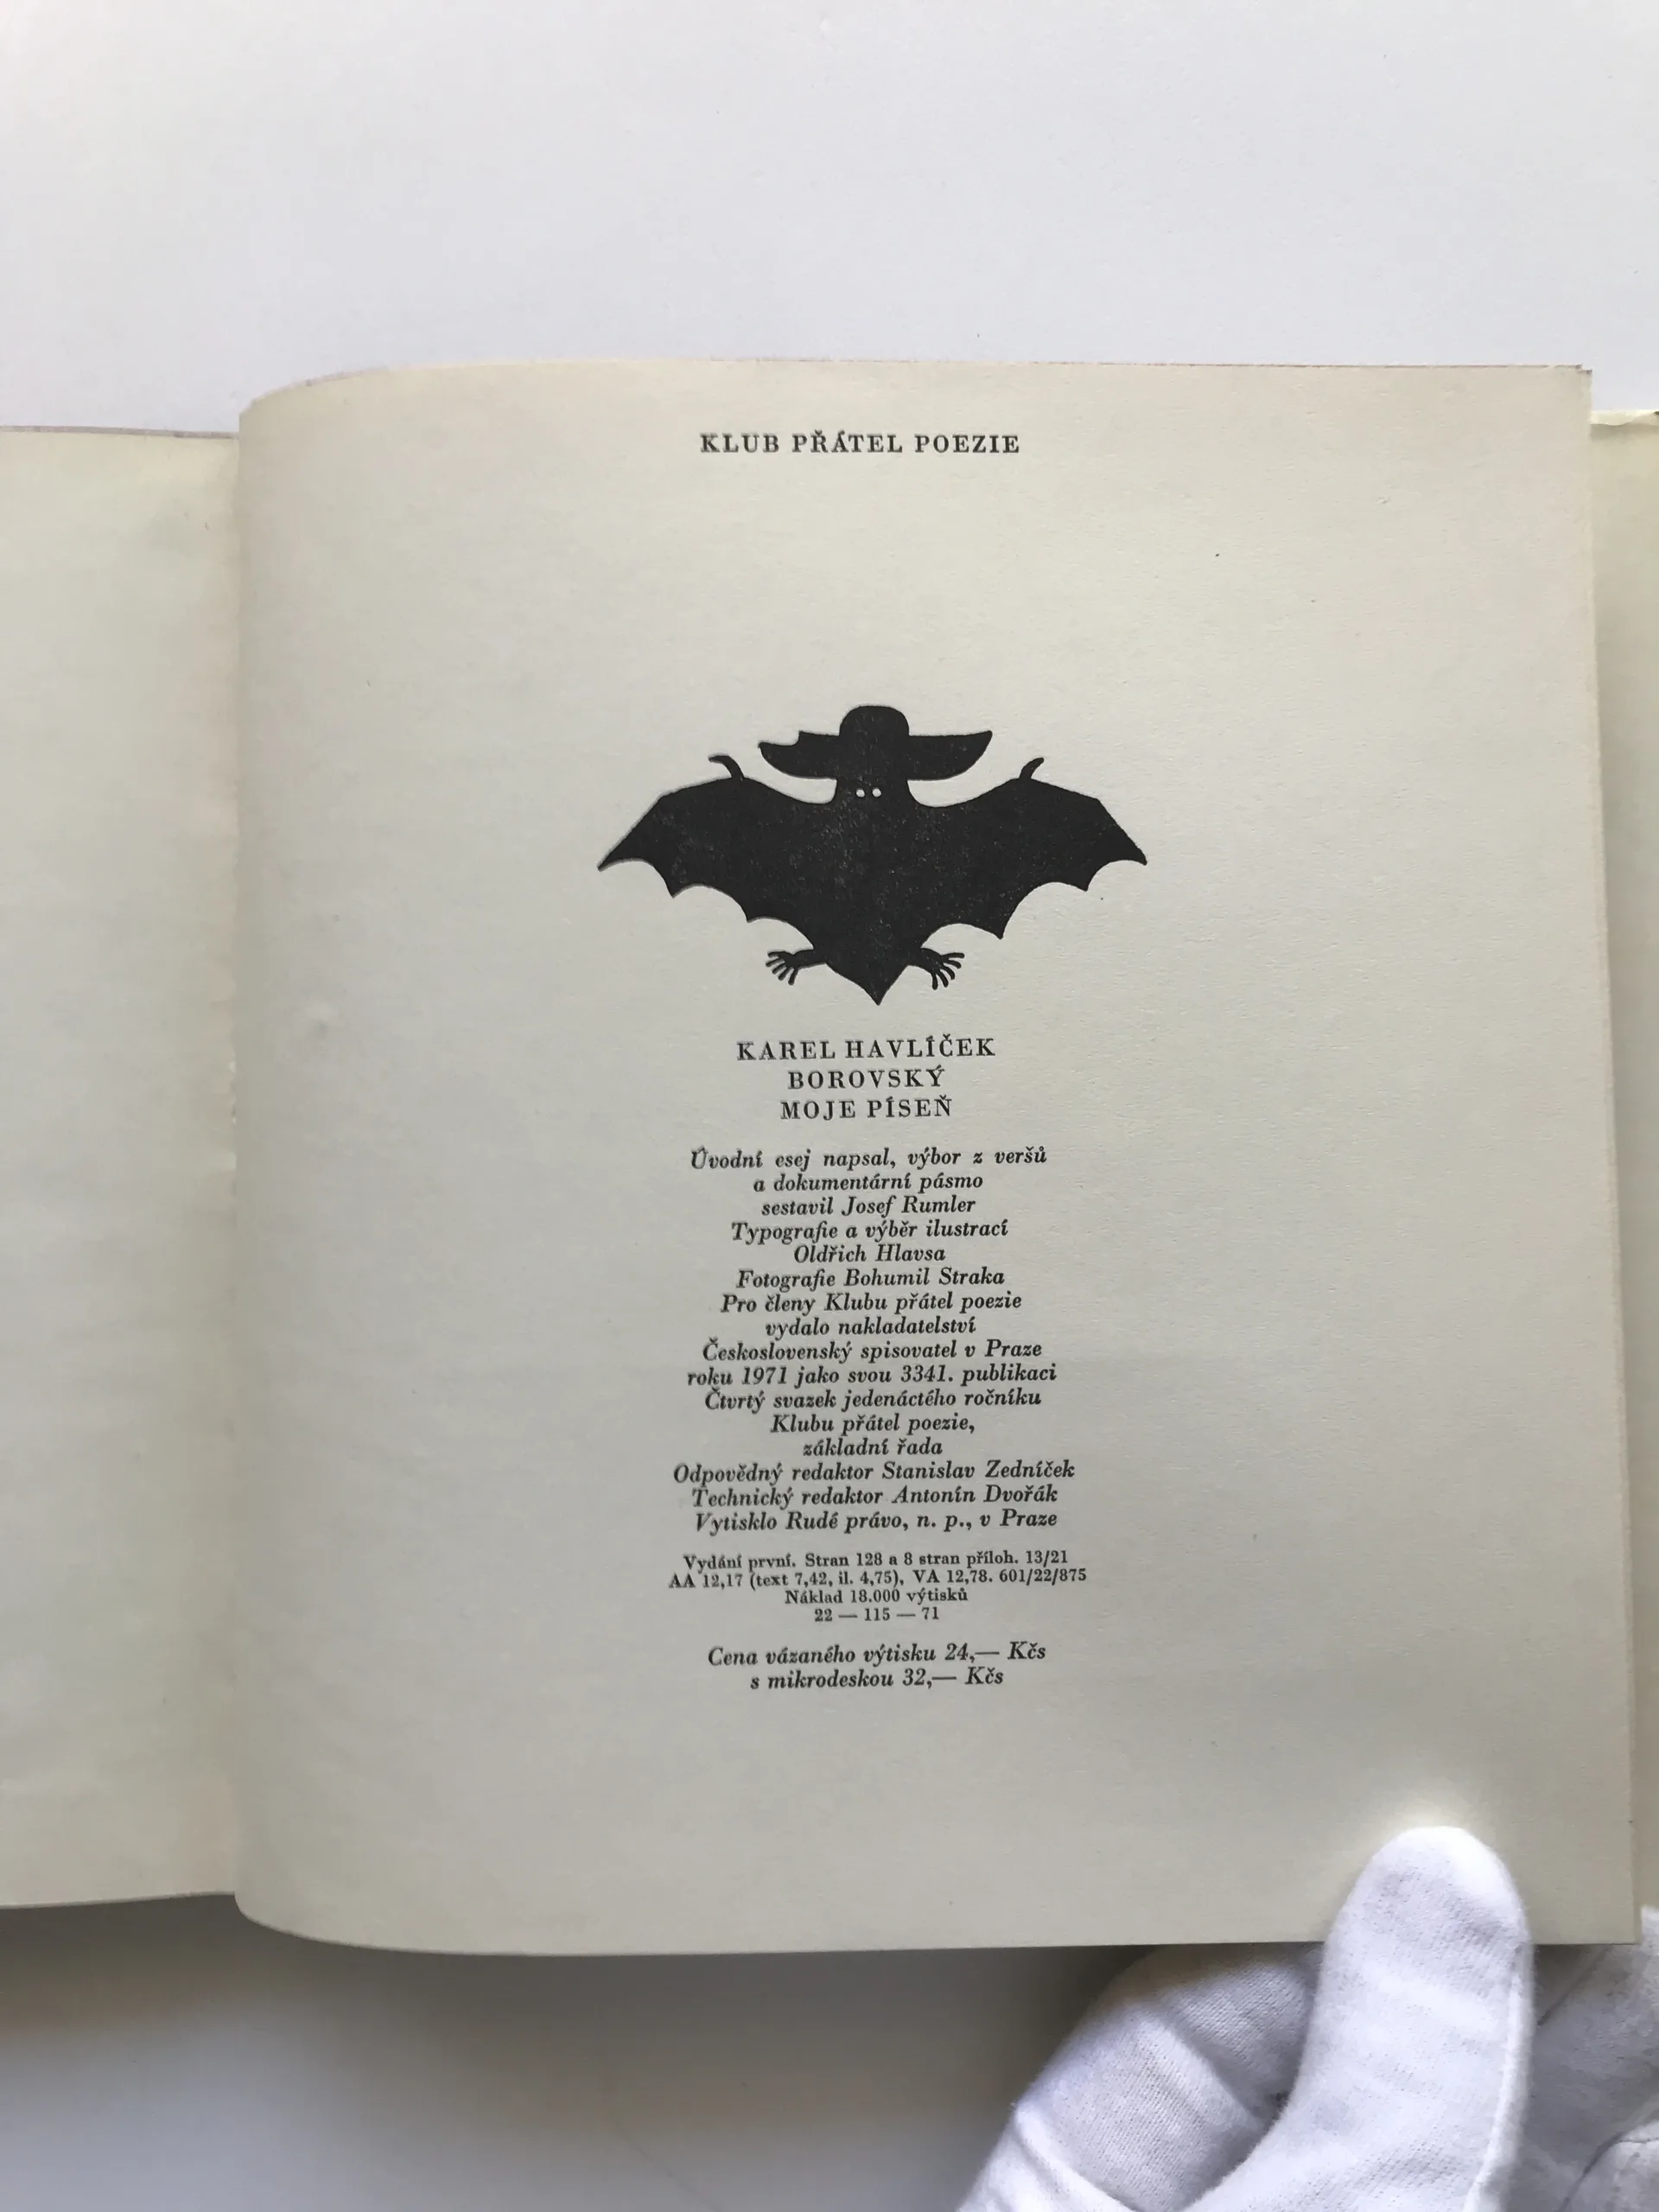 KLUB PŘÁTEL POEZIE
KAREL HAVLÍČEK
BOROVSKÝ
MOJE PÍSEŇ
Úvodní esej napsal, výbor z veršů
a dokumentární pásmo
sestavil Josef Rumler
Typografie a výběr ilustrací
Oldřich Hlavsa
Fotografie Bohumil Straka
Pro členy Klubu přátel poezie
vydalo nakladatelství
Československý spisovatel v Praze
roku 1971 jako svou 3341. publikaci
Čtvrtý svazek jedenáctého ročníku
Klubu přátel poezie,
základní řada
Odpovědný redaktor Stanislav Zedníček
Technický redaktor Antonín Dvořák
Vytisklo Rudé právo, n. p., v Praze
Vydání první. Stran 128 a 8 stran příloh. 13/21
AA 12,17 (text 7,42, il. 4,75), VA 12,78. 601/22/875
Náklad 18.000 výtisků
22 — 115 — 71
Cena vázaného výtisku 24,— Kčs
s mikrodeskou 32,— Kčs